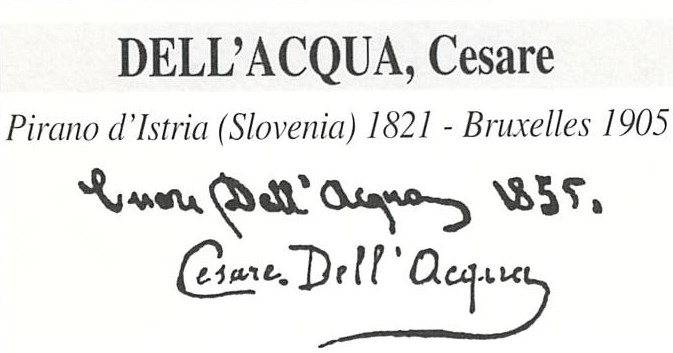 DELL'ACQUA, Cesare
Pirano d'Istria (Slovenia) 1821 - Bruxelles 1905
Dell'Acqua 1855.
Cesare. Dell'Acqua